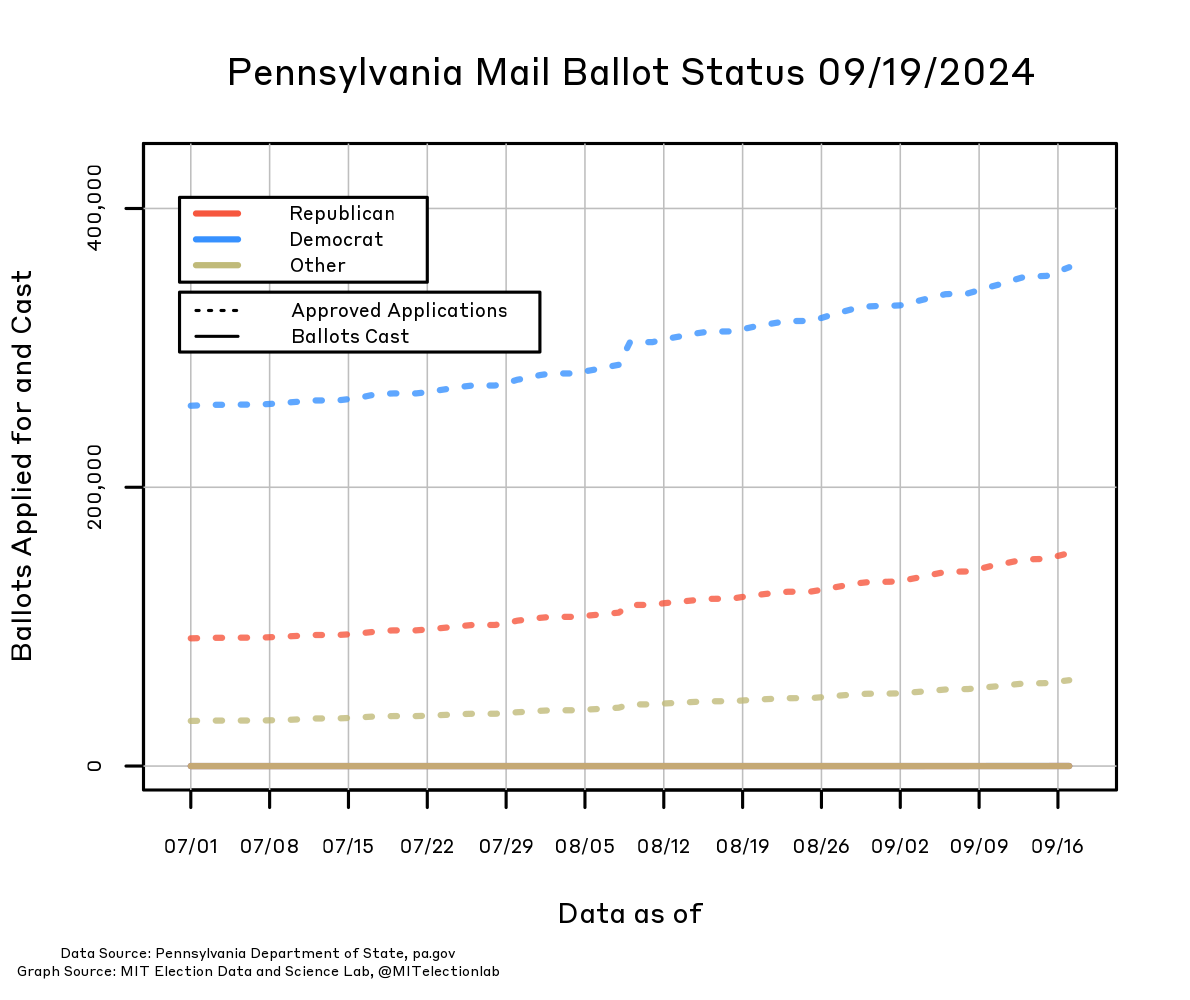 Pennsylvania Mail Ballot Status 09/19/2024
Ballots Applied for and Cast
400,000
200,000
0
Republican
Democrat
Other
Approved Applications
Ballots Cast
07/01 07/08 07/15 07/22 07/29 08/05 08/12 08/19 08/26 09/02 09/09 09/16
Data as of
Data Source: Pennsylvania Department of State, pa.gov
Graph Source: MIT Election Data and Science Lab, @MITelectionlab